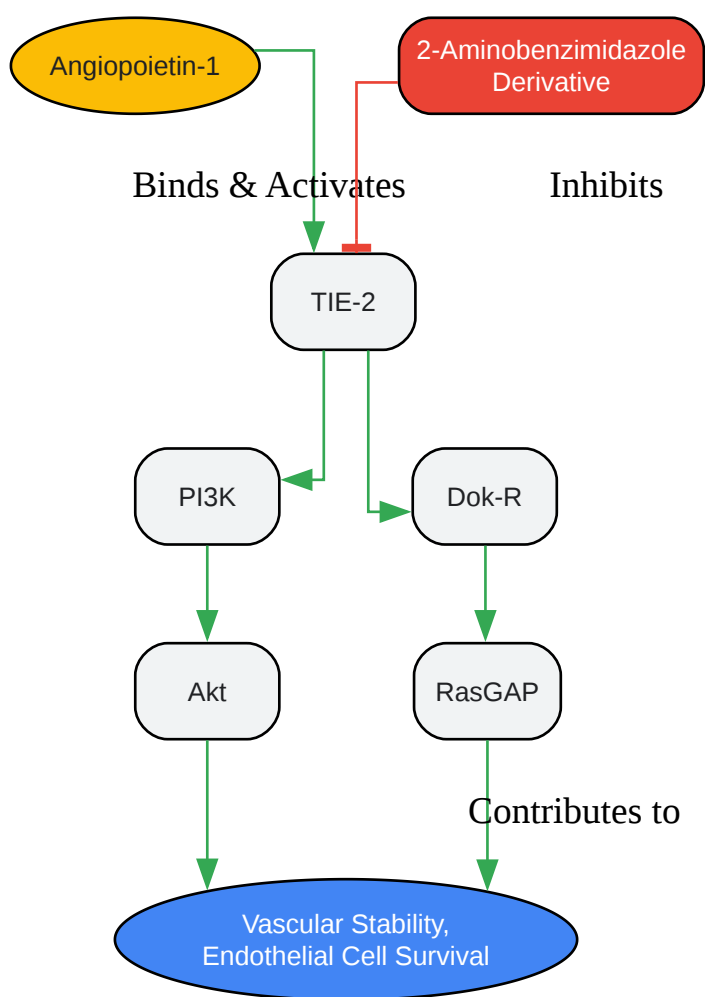 Angiopoietin-1
2-Aminobenzimidazole
Derivative
Binds & Activates
Inhibits
TIE-2
PI3K
Dok-R
Akt
RasGAP
Contributes to
Vascular Stability,
Endothelial Cell Survival